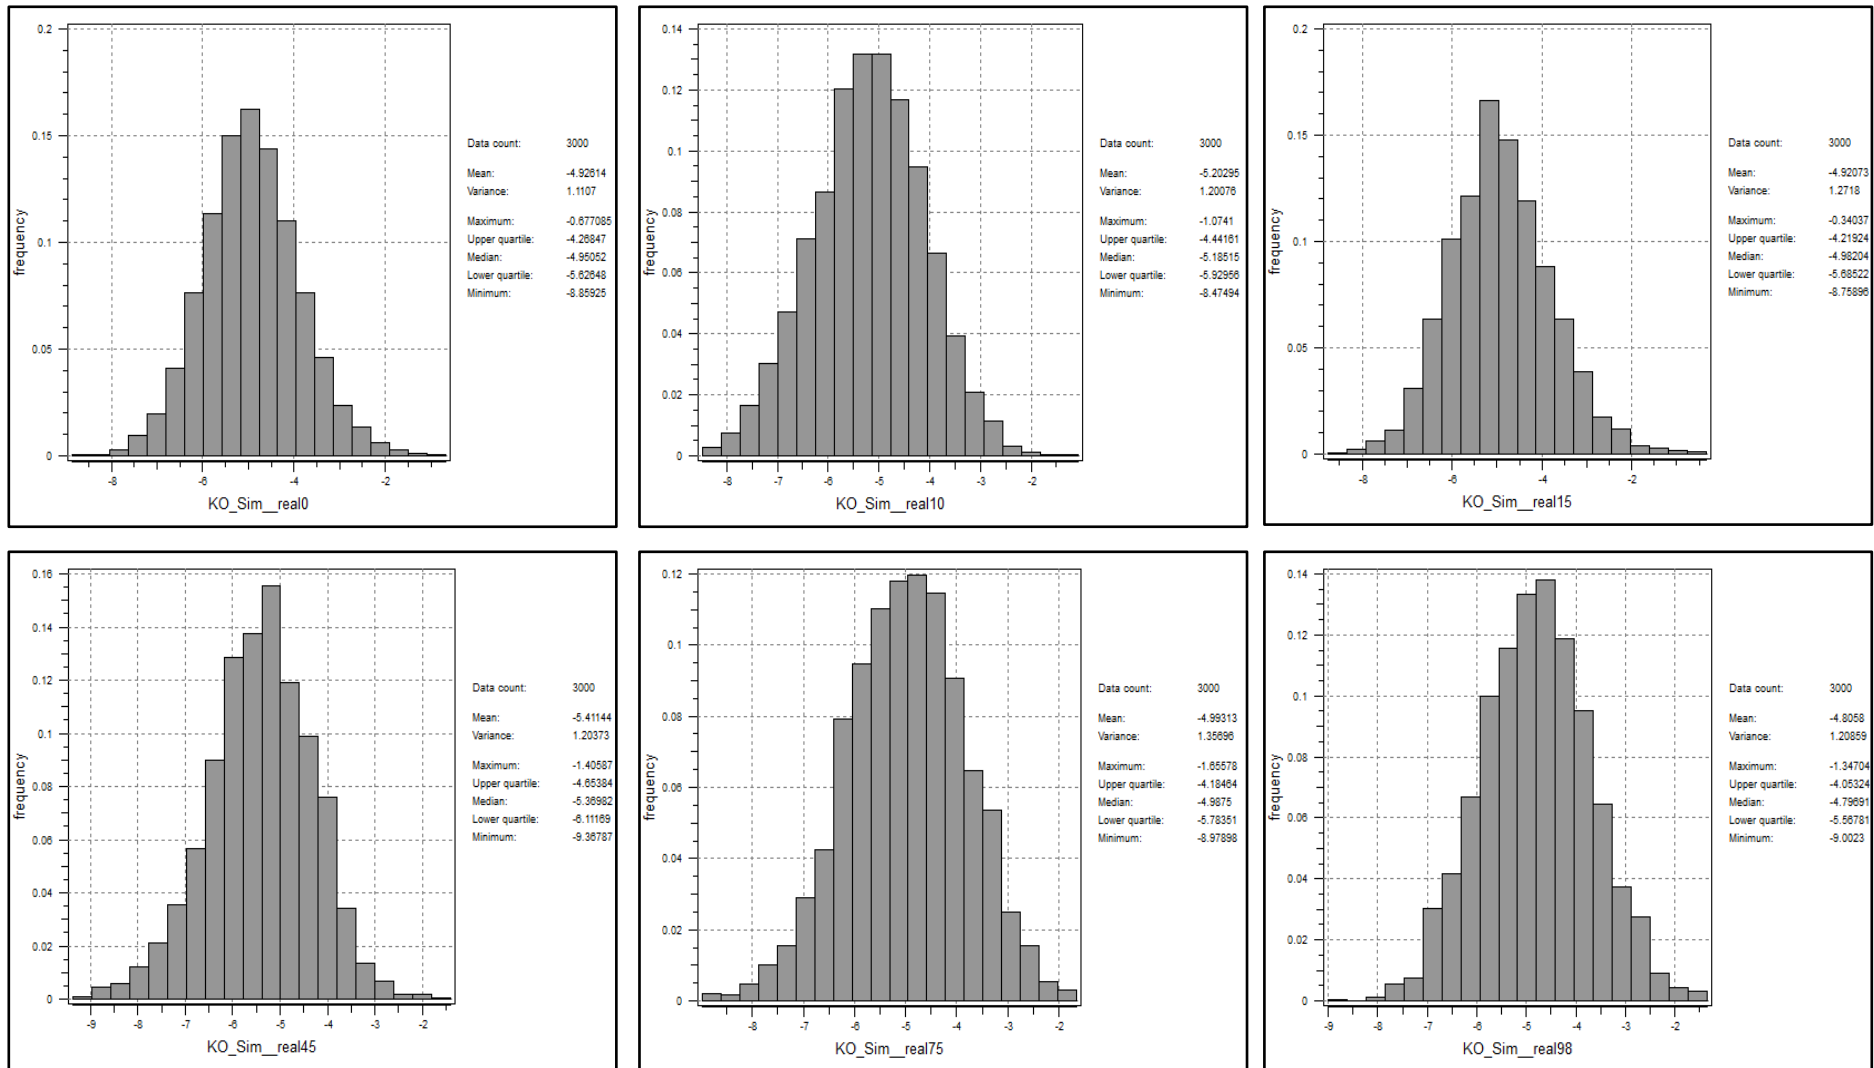 0.2
0.15
0.1
0.05
0
frequency
-8
-6
-4
-2
KO_Sim__real0
Data count: 3000
Mean: -4.92614
Variance: 1.1107
Maximum: -0.677085
Upper quartile: -4.26847
Median: -4.95052
Lower quartile: -5.62648
Minimum: -8.85925
0.14
0.12
0.1
0.08
0.06
0.04
0.02
0
frequency
-8
-7
-6
-5
-4
-3
-2
KO_Sim__real10
Data count: 3000
Mean: -5.20295
Variance: 1.20076
Maximum: -1.0741
Upper quartile: -4.44161
Median: -5.18515
Lower quartile: -5.92956
Minimum: -8.47494
0.2
0.15
0.1
0.05
0
frequency
-8
-6
-4
-2
KO_Sim__real15
Data count: 3000
Mean: -4.92073
Variance: 1.2718
Maximum: -0.34037
Upper quartile: -4.21924
Median: -4.98204
Lower quartile: -5.68522
Minimum: -8.75896
0.16
0.14
0.12
0.1
0.08
0.06
0.04
0.02
0
frequency
-9
-8
-7
-6
-5
-4
-3
-2
KO_Sim__real45
Data count: 3000
Mean: -5.41144
Variance: 1.20373
Maximum: -1.40587
Upper quartile: -4.65384
Median: -5.36982
Lower quartile: -6.11169
Minimum: -9.36787
0.12
0.1
0.08
0.06
0.04
0.02
0
frequency
-8
-7
-6
-5
-4
-3
-2
KO_Sim__real75
Data count: 3000
Mean: -4.99313
Variance: 1.35696
Maximum: -1.65578
Upper quartile: -4.18464
Median: -4.9875
Lower quartile: -5.78351
Minimum: -8.97898
0.14
0.12
0.1
0.08
0.06
0.04
0.02
0
frequency
-9
-8
-7
-6
-5
-4
-3
-2
KO_Sim__real98
Data count: 3000
Mean: -4.8058
Variance: 1.20859
Maximum: -1.34704
Upper quartile: -4.05324
Median: -4.79691
Lower quartile: -5.56781
Minimum: -9.0023